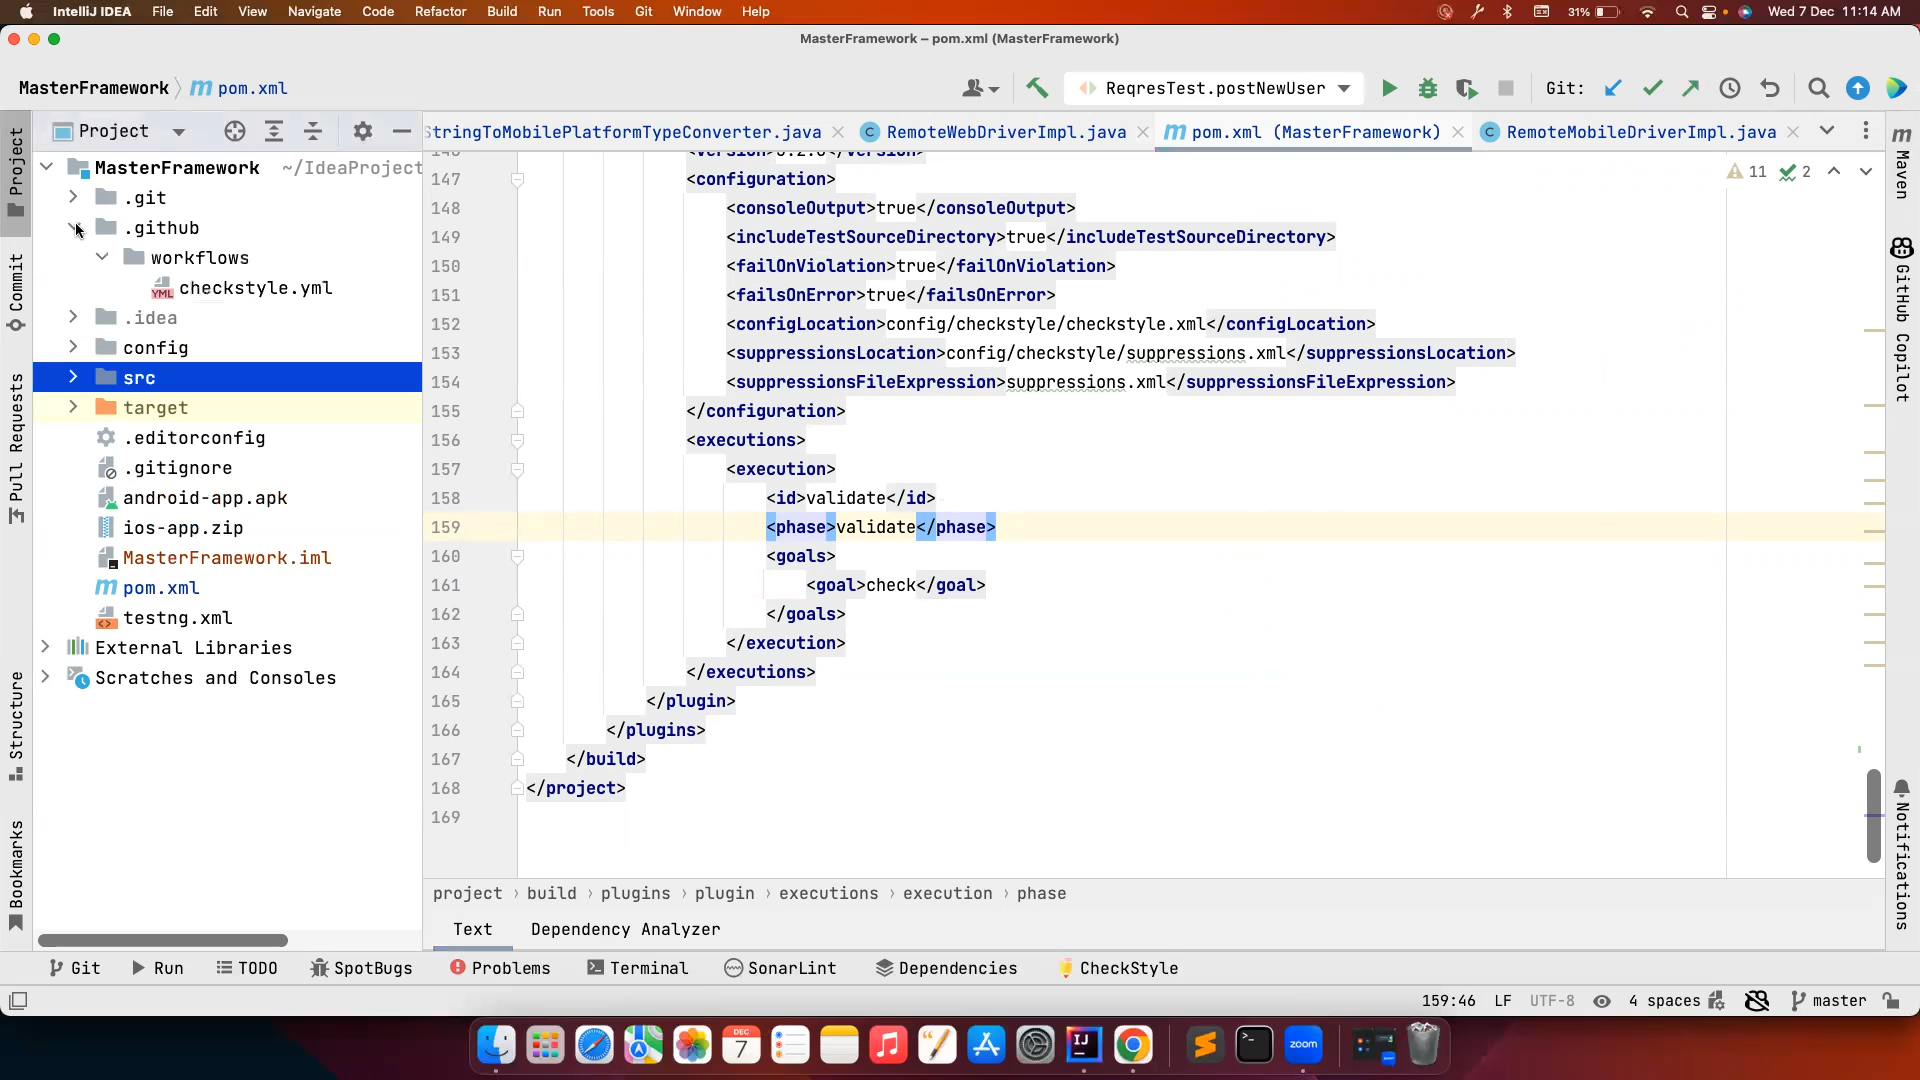 IntelliJ IDEA File Edit View Navigate Code Refactor Build Run Tools Git Window Help 31% Wed 7 Dec 11:14 AM
MasterFramework – pom.xml (MasterFramework)
MasterFramework pom.xml ReqresTest.postNewUser Git:
Project StringToMobilePlatformTypeConverter.java RemoteWebDriverImpl.java pom.xml (MasterFramework) RemoteMobileDriverImpl.java
MasterFramework ~/IdeaProject
.git
.github
workflows
checkstyle.yml
.idea
config
src
target
.editorconfig
.gitignore
android-app.apk
ios-app.zip
MasterFramework.iml
pom.xml
testng.xml
External Libraries
Scratches and Consoles
Project
Commit
Pull Requests
Structure
Bookmarks
11 2
147 <configuration>
148 <consoleOutput>true</consoleOutput>
149 <includeTestSourceDirectory>true</includeTestSourceDirectory>
150 <failOnViolation>true</failOnViolation>
151 <failsOnError>true</failsOnError>
152 <configLocation>config/checkstyle/checkstyle.xml</configLocation>
153 <suppressionsLocation>config/checkstyle/suppressions.xml</suppressionsLocation>
154 <suppressionsFileExpression>suppressions.xml</suppressionsFileExpression>
155 </configuration>
156 <executions>
157 <execution>
158 <id>validate</id>
159 <phase>validate</phase>
160 <goals>
161 <goal>check</goal>
162 </goals>
163 </execution>
164 </executions>
165 </plugin>
166 </plugins>
167 </build>
168 </project>
169
Maven
GitHub Copilot
Notifications
project › build › plugins › plugin › executions › execution › phase
Text Dependency Analyzer
Git Run TODO SpotBugs Problems Terminal SonarLint Dependencies CheckStyle
159:46 LF UTF-8 4 spaces master
DEC
7
zoom